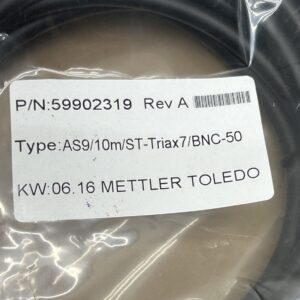 P/N:59902319 Rev A
Type:AS9/10m/ST-Triax7/BNC-50
KW:06.16 METTLER TOLEDO